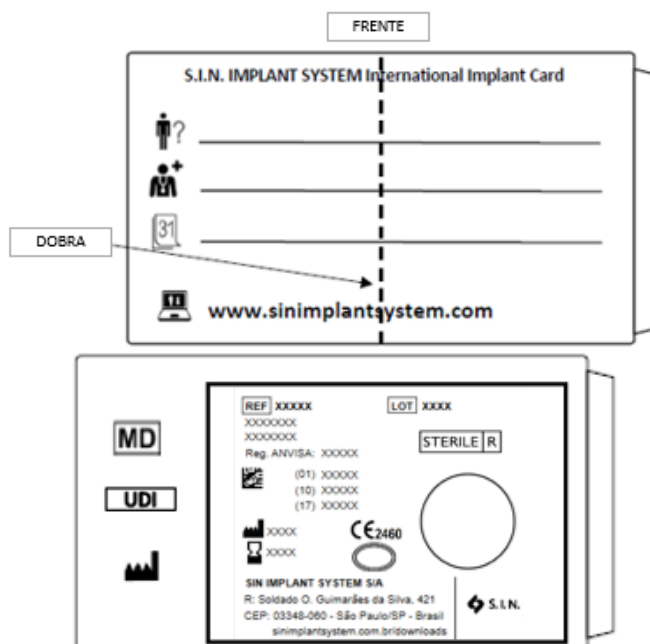 FRENTE
S.I.N. IMPLANT SYSTEM International Implant Card
?
+
31
DOBRA
www.sinimplantsystem.com
REF XXXXX
LOT XXXX
XXXXXXX
XXXXXXX
STERILE R
MD
Reg. ANVISA: XXXXX
(01) XXXXX
(10) XXXXX
UDI
(17) XXXXX
XXXX
CE2460
XXXX
SIN IMPLANT SYSTEM S/A
R: Soldado O. Guimarães da Silva, 421
CEP: 03348-060 - São Paulo/SP - Brasil
sinimplantsystem.com.br/downloads
S.I.N.